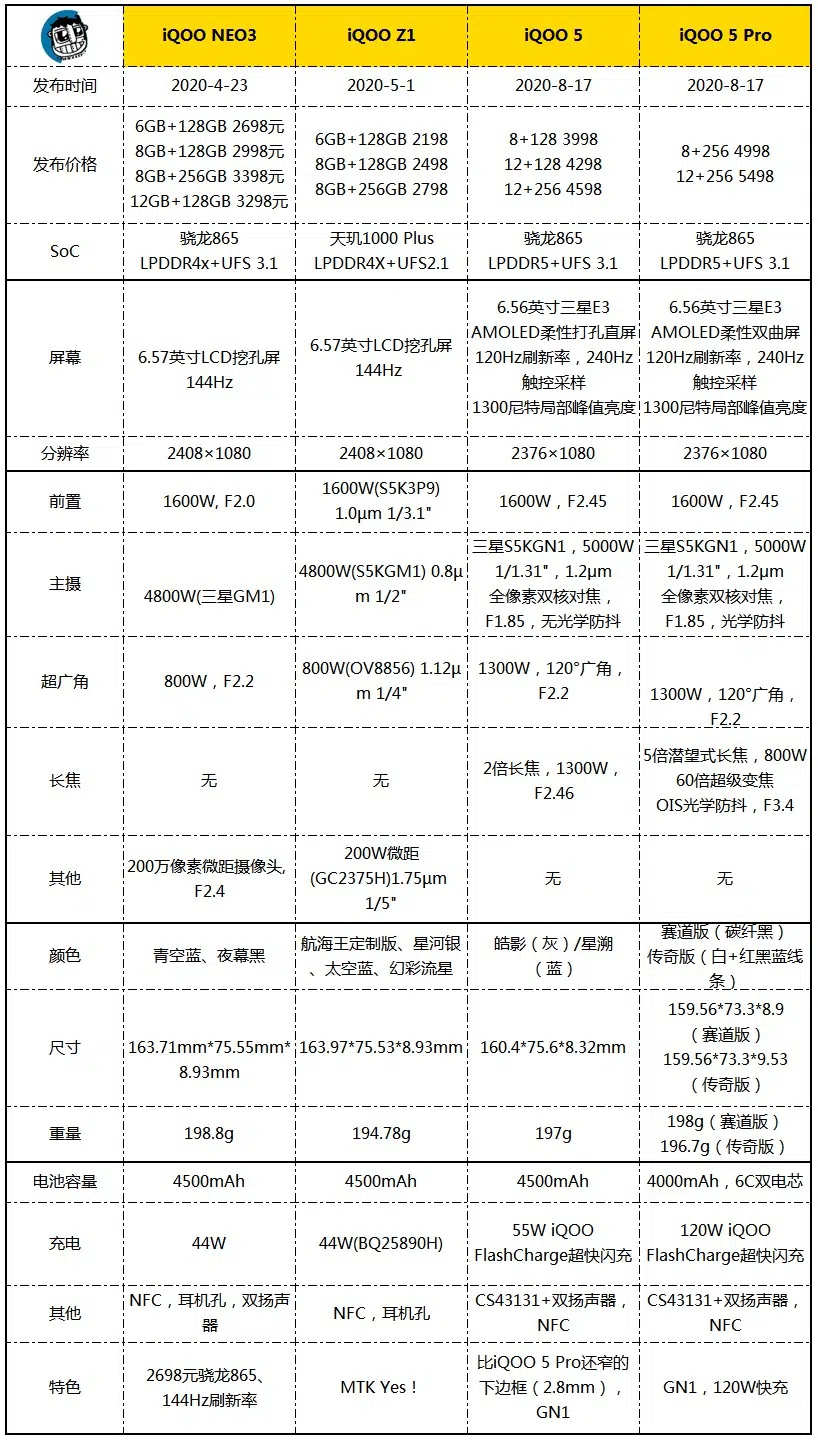 iQOO NEO3
iQOO Z1
iQOO 5
iQOO 5 Pro
发布时间
2020-4-23
2020-5-1
2020-8-17
2020-8-17
发布价格
6GB+128GB 2698元
8GB+128GB 2998元
8GB+256GB 3398元
12GB+128GB 3298元
6GB+128GB 2198
8GB+128GB 2498
8GB+256GB 2798
8+128 3998
12+128 4298
12+256 4598
8+256 4998
12+256 5498
SoC
骁龙865
LPDDR4x+UFS 3.1
天玑1000 Plus
LPDDR4X+UFS2.1
骁龙865
LPDDR5+UFS 3.1
骁龙865
LPDDR5+UFS 3.1
屏幕
6.57英寸LCD挖孔屏
144Hz
6.57英寸LCD挖孔屏
144Hz
6.56英寸三星E3
AMOLED柔性打孔直屏
120Hz刷新率，240Hz
触控采样
1300尼特局部峰值亮度
6.56英寸三星E3
AMOLED柔性双曲屏
120Hz刷新率，240Hz
触控采样
1300尼特局部峰值亮度
分辨率
2408×1080
2408×1080
2376×1080
2376×1080
前置
1600W, F2.0
1600W(S5K3P9)
1.0μm 1/3.1"
1600W，F2.45
1600W，F2.45
主摄
4800W(三星GM1)
4800W(S5KGM1) 0.8μ
m 1/2"
三星S5KGN1，5000W
1/1.31"，1.2μm
全像素双核对焦，
F1.85，无光学防抖
三星S5KGN1，5000W
1/1.31"，1.2μm
全像素双核对焦，
F1.85，光学防抖
超广角
800W，F2.2
800W(OV8856) 1.12μ
m 1/4"
1300W，120°广角，
F2.2
1300W，120°广角，
F2.2
长焦
无
无
2倍长焦，1300W，
F2.46
5倍潜望式长焦，800W
60倍超级变焦
OIS光学防抖，F3.4
其他
200万像素微距摄像头,
F2.4
200W微距
(GC2375H)1.75μm
1/5"
无
无
颜色
青空蓝、夜幕黑
航海王定制版、星河银
、太空蓝、幻彩流星
皓影（灰）/星溯
（蓝）
赛道版（碳纤黑）
传奇版（白+红黑蓝线
条）
尺寸
163.71mm*75.55mm*
8.93mm
163.97*75.53*8.93mm
160.4*75.6*8.32mm
159.56*73.3*8.9
（赛道版）
159.56*73.3*9.53
（传奇版）
重量
198.8g
194.78g
197g
198g（赛道版）
196.7g（传奇版）
电池容量
4500mAh
4500mAh
4500mAh
4000mAh，6C双电芯
充电
44W
44W(BQ25890H)
55W iQOO
FlashCharge超快闪充
120W iQOO
FlashCharge超快闪充
其他
NFC，耳机孔，双扬声
器
NFC，耳机孔
CS43131+双扬声器，
NFC
CS43131+双扬声器，
NFC
特色
2698元骁龙865、
144Hz刷新率
MTK Yes！
比iQOO 5 Pro还窄的
下边框（2.8mm），
GN1
GN1，120W快充